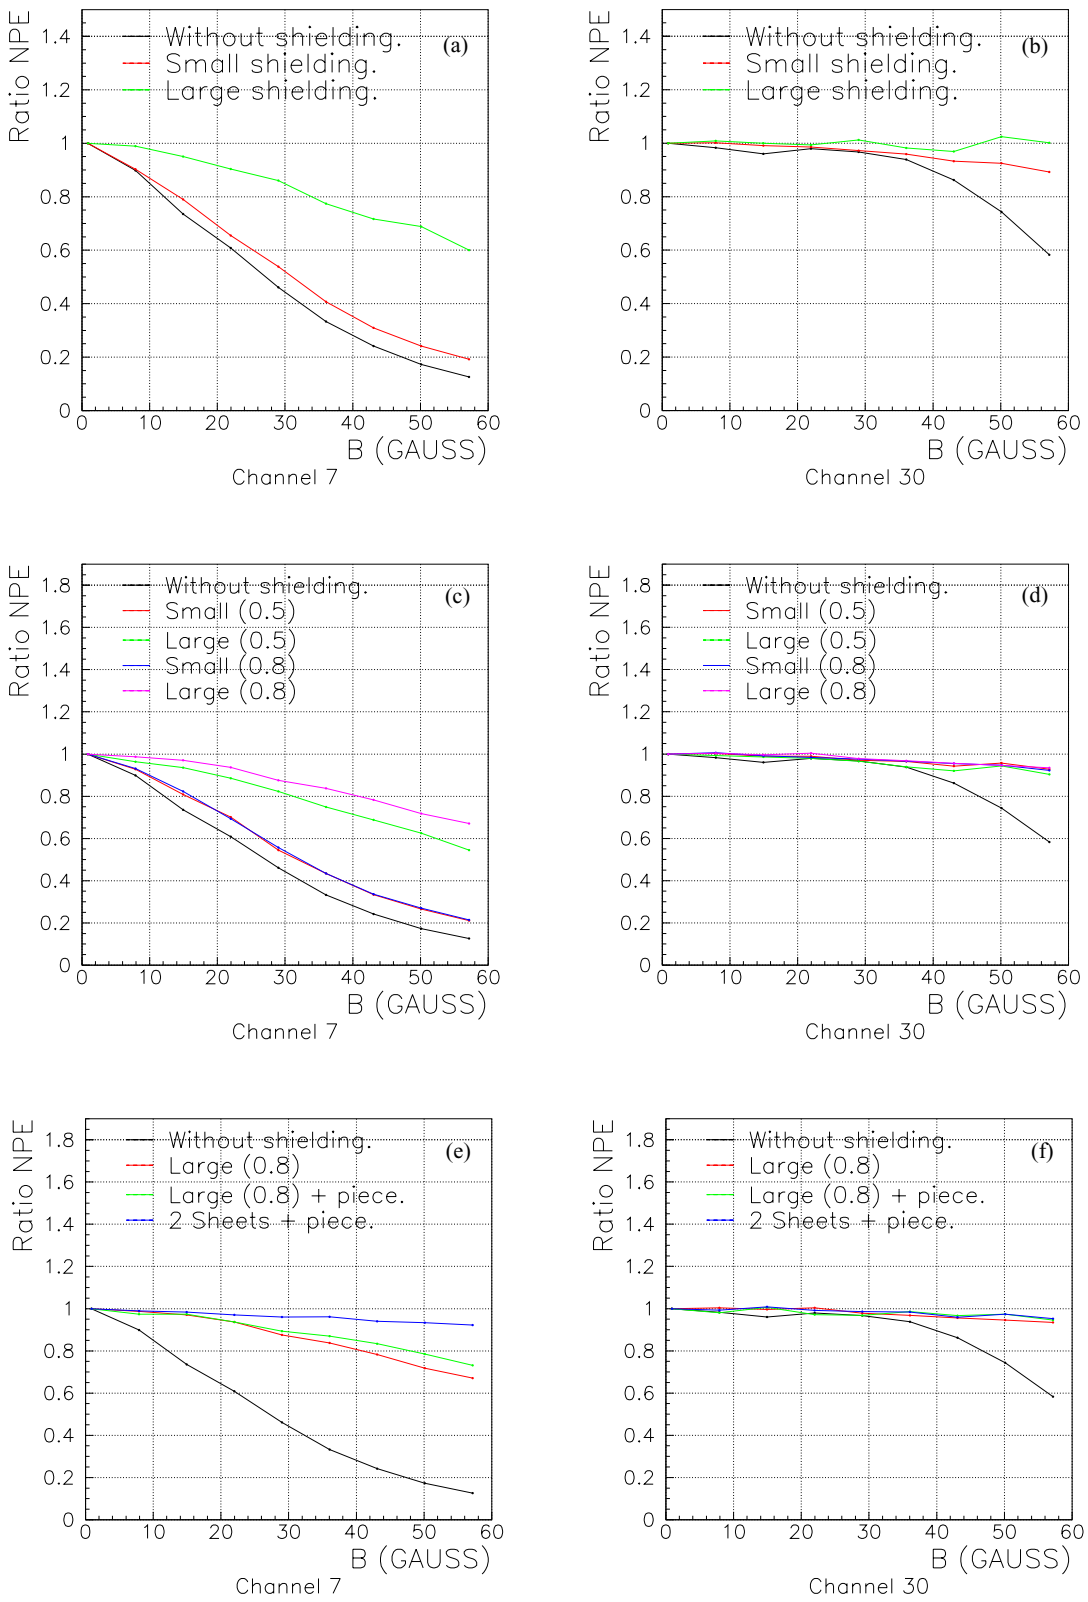 Ratio NPE
1.4
1.2
1
0.8
0.6
0.4
0.2
0
Without shielding.
Small shielding.
Large shielding.
(a)
0 10 20 30 40 50 60
B (GAUSS)
Channel 7
Ratio NPE
1.4
1.2
1
0.8
0.6
0.4
0.2
0
Without shielding.
Small shielding.
Large shielding.
(b)
0 10 20 30 40 50 60
B (GAUSS)
Channel 30
Ratio NPE
1.8
1.6
1.4
1.2
1
0.8
0.6
0.4
0.2
0
Without shielding.
Small (0.5)
Large (0.5)
Small (0.8)
Large (0.8)
(c)
0 10 20 30 40 50 60
B (GAUSS)
Channel 7
Ratio NPE
1.8
1.6
1.4
1.2
1
0.8
0.6
0.4
0.2
0
Without shielding.
Small (0.5)
Large (0.5)
Small (0.8)
Large (0.8)
(d)
0 10 20 30 40 50 60
B (GAUSS)
Channel 30
Ratio NPE
1.8
1.6
1.4
1.2
1
0.8
0.6
0.4
0.2
0
Without shielding.
Large (0.8)
Large (0.8) + piece.
2 Sheets + piece.
(e)
0 10 20 30 40 50 60
B (GAUSS)
Channel 7
Ratio NPE
1.8
1.6
1.4
1.2
1
0.8
0.6
0.4
0.2
0
Without shielding.
Large (0.8)
Large (0.8) + piece.
2 Sheets + piece.
(f)
0 10 20 30 40 50 60
B (GAUSS)
Channel 30